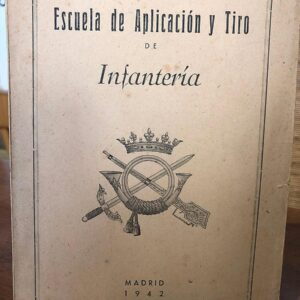 Escuela de Aplicación y Tiro
DE
Infantería
MADRID
1942